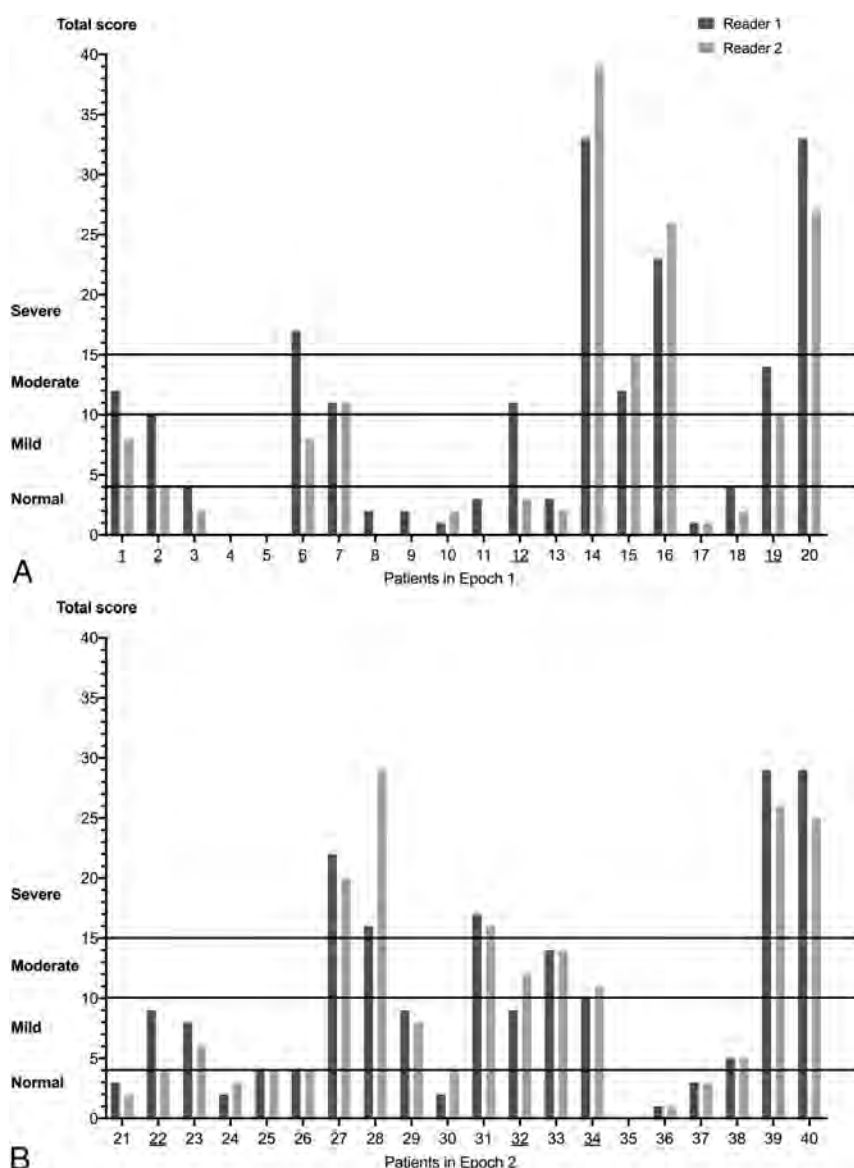 Total score
Reader 1
Reader 2
40
35
30
25
20
Severe
15
Moderate
10
Mild
5
Normal
0
1 2 3 4 5 6 7 8 9 10 11 12 13 14 15 16 17 18 19 20
A
Patients in Epoch 1
Total score
40
35
30
25
20
Severe
15
Moderate
10
Mild
5
Normal
0
21 22 23 24 25 26 27 28 29 30 31 32 33 34 35 36 37 38 39 40
B
Patients in Epoch 2